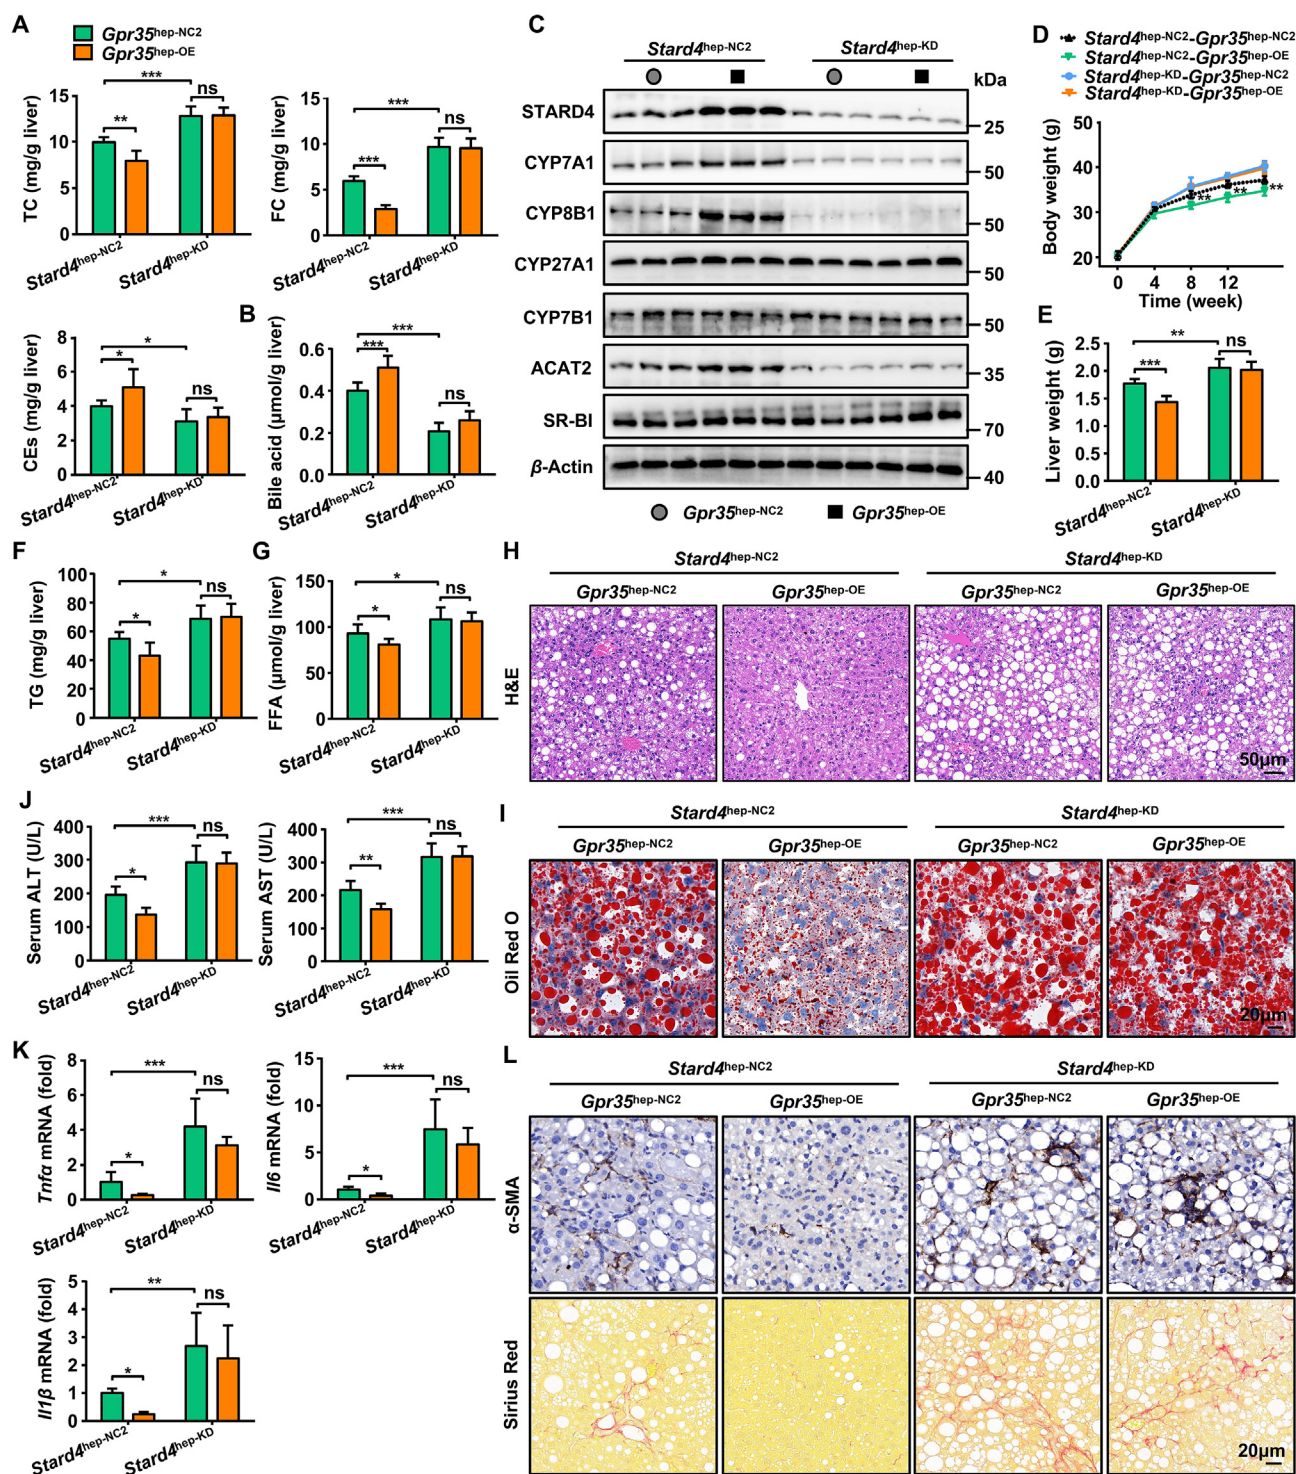 A
Gpr35hep-NC2
Gpr35hep-OE
TC (mg/g liver)
15
10
5
0
***
**
ns
Stard4hep-NC2
Stard4hep-KD
FC (mg/g liver)
15
10
5
0
***
***
ns
Stard4hep-NC2
Stard4hep-KD
CEs (mg/g liver)
8
6
4
2
0
*
*
ns
Stard4hep-NC2
Stard4hep-KD
B
Bile acid (μmol/g liver)
0.6
0.4
0.2
0.0
***
***
ns
Stard4hep-NC2
Stard4hep-KD
C
Stard4hep-NC2 Stard4hep-KD
kDa
STARD4
25
CYP7A1
50
CYP8B1
50
CYP27A1
50
CYP7B1
50
ACAT2
35
SR-BI
70
β-Actin
40
Gpr35hep-NC2 Gpr35hep-OE
D
Stard4hep-NC2-Gpr35hep-NC2
Stard4hep-NC2-Gpr35hep-OE
Stard4hep-KD-Gpr35hep-NC2
Stard4hep-KD-Gpr35hep-OE
Body weight (g)
50
40
30
20
** ** **
0 4 8 12
Time (week)
E
Liver weight (g)
2.5
2.0
1.5
1.0
0.5
0.0
**
***
ns
Stard4hep-NC2
Stard4hep-KD
F
TG (mg/g liver)
100
80
60
40
20
0
*
*
ns
Stard4hep-NC2
Stard4hep-KD
G
FFA (μmol/g liver)
150
100
50
0
*
*
ns
Stard4hep-NC2
Stard4hep-KD
H
Stard4hep-NC2 Stard4hep-KD
Gpr35hep-NC2 Gpr35hep-OE Gpr35hep-NC2 Gpr35hep-OE
H&E
50μm
I
Stard4hep-NC2 Stard4hep-KD
Gpr35hep-NC2 Gpr35hep-OE Gpr35hep-NC2 Gpr35hep-OE
Oil Red O
20μm
J
Serum ALT (U/L)
400
300
200
100
0
***
*
ns
Stard4hep-NC2
Stard4hep-KD
Serum AST (U/L)
400
300
200
100
0
***
**
ns
Stard4hep-NC2
Stard4hep-KD
K
Tnfα mRNA (fold)
8
6
4
2
0
***
*
ns
Stard4hep-NC2
Stard4hep-KD
Il6 mRNA (fold)
15
10
5
0
***
*
ns
Stard4hep-NC2
Stard4hep-KD
Il1β mRNA (fold)
5
4
3
2
1
0
**
*
ns
Stard4hep-NC2
Stard4hep-KD
L
Stard4hep-NC2 Stard4hep-KD
Gpr35hep-NC2 Gpr35hep-OE Gpr35hep-NC2 Gpr35hep-OE
α-SMA
Sirius Red
20μm